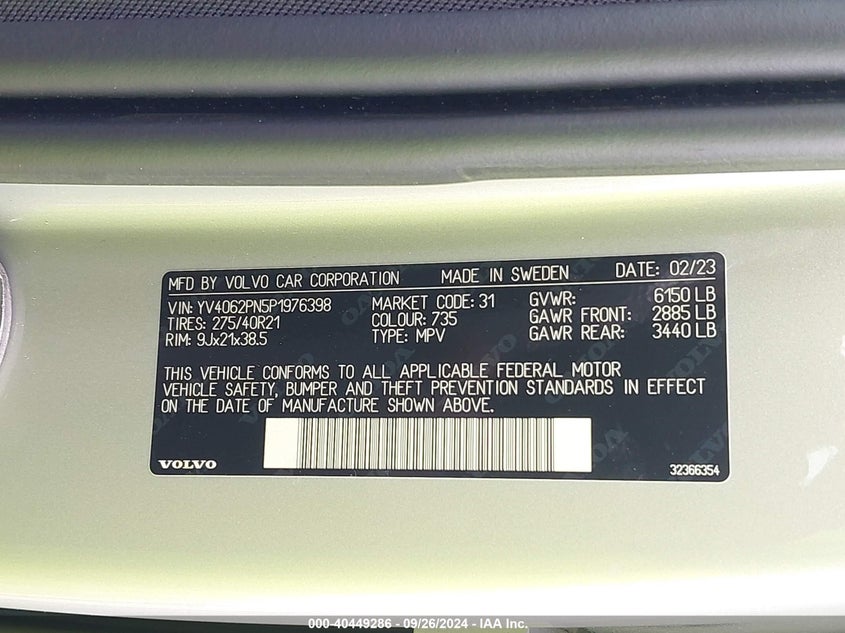 MFD BY VOLVO CAR CORPORATION MADE IN SWEDEN DATE: 02/23
VIN: YV4062PN5P1976398 MARKET CODE: 31 GVWR: 6150 LB
TIRES: 275/40R21 COLOUR: 735 GAWR FRONT: 2885 LB
RIM: 9Jx21x38.5 TYPE: MPV GAWR REAR: 3440 LB
THIS VEHICLE CONFORMS TO ALL APPLICABLE FEDERAL MOTOR
VEHICLE SAFETY, BUMPER AND THEFT PREVENTION STANDARDS IN EFFECT
ON THE DATE OF MANUFACTURE SHOWN ABOVE.
VOLVO 32366354
000-40449286 - 09/26/2024 - IAA Inc.